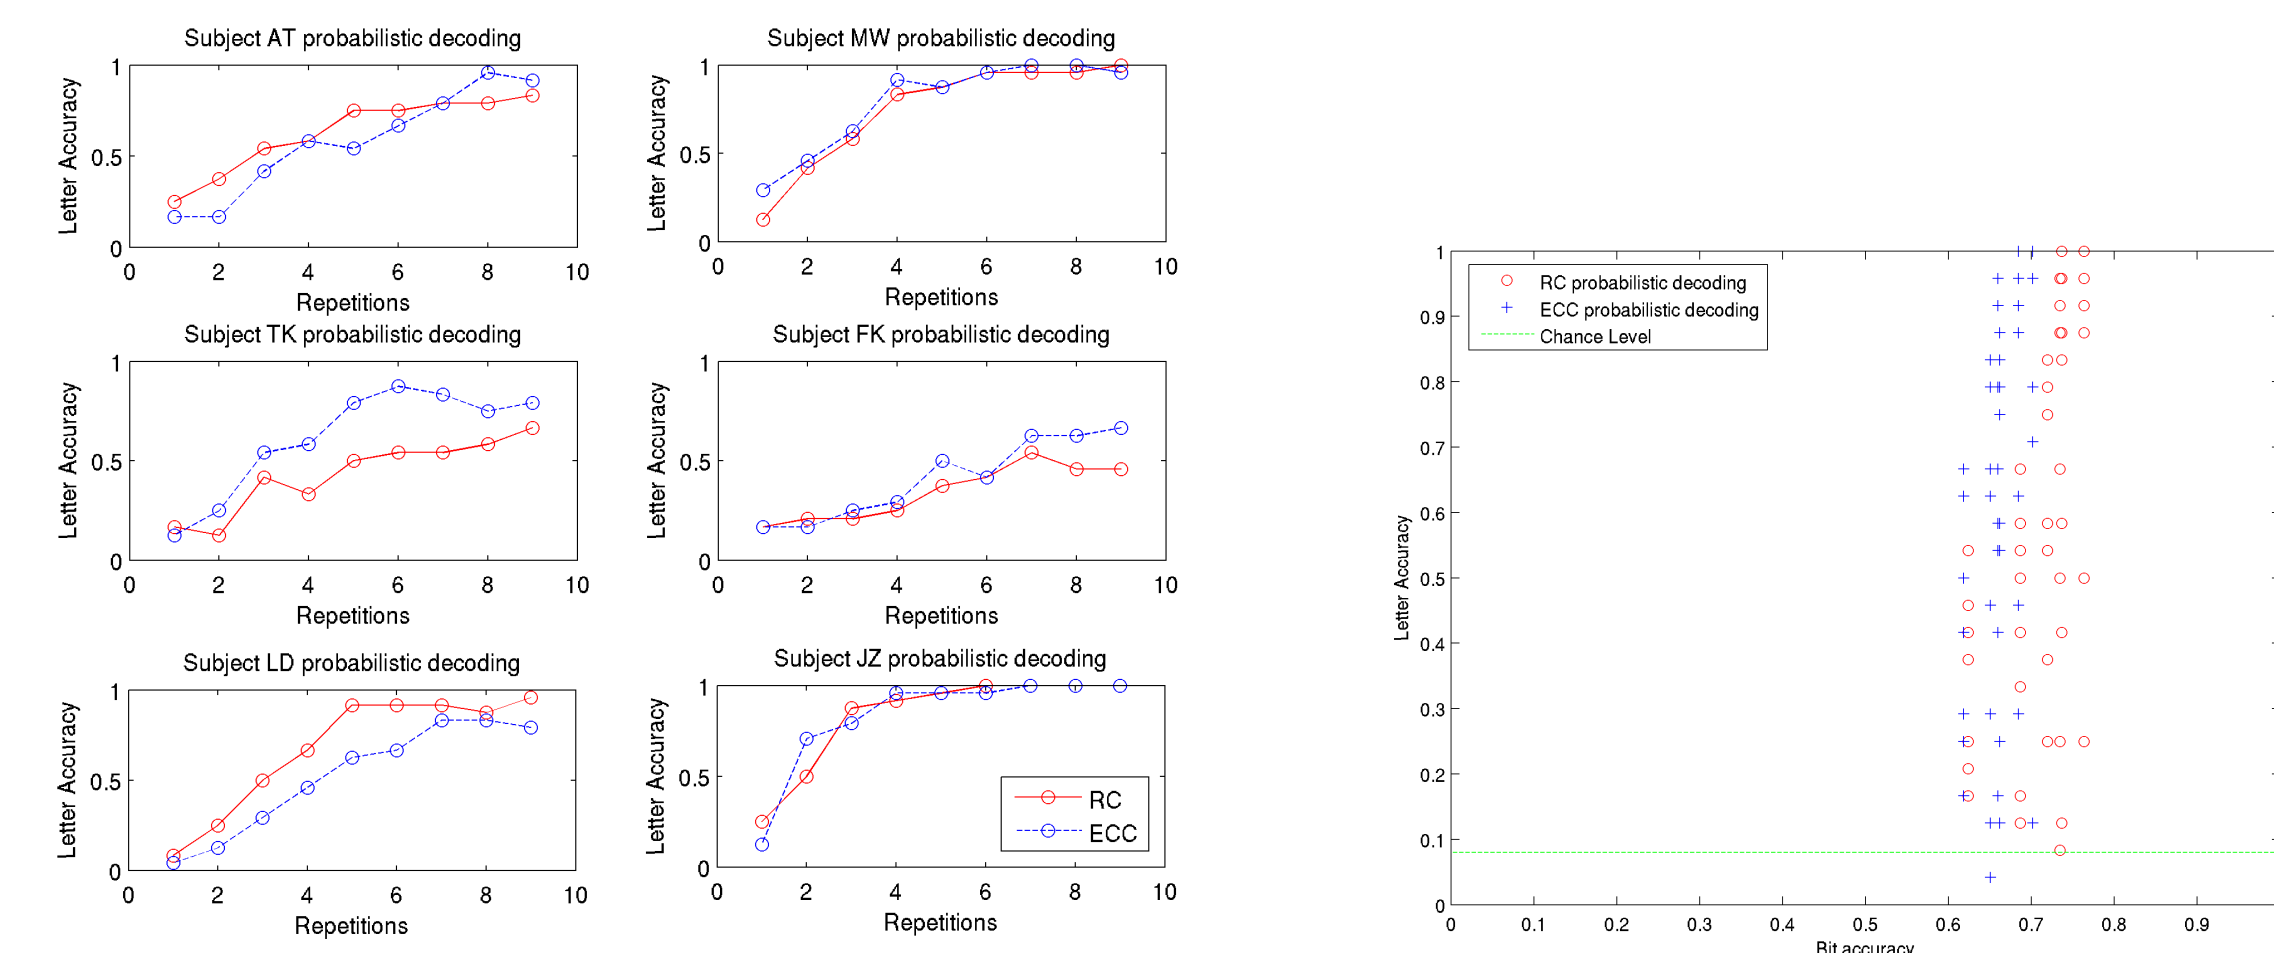 Subject AT probabilistic decoding
Letter Accuracy
1
0.5
0
0 2 4 6 8 10
Repetitions
Subject MW probabilistic decoding
Letter Accuracy
1
0.5
0
0 2 4 6 8 10
Repetitions
Subject TK probabilistic decoding
Letter Accuracy
1
0.5
0
0 2 4 6 8 10
Repetitions
Subject FK probabilistic decoding
Letter Accuracy
1
0.5
0
0 2 4 6 8 10
Repetitions
Subject LD probabilistic decoding
Letter Accuracy
1
0.5
0
0 2 4 6 8 10
Repetitions
Subject JZ probabilistic decoding
Letter Accuracy
1
0.5
0
0 2 4 6 8 10
Repetitions
RC
ECC
RC probabilistic decoding
ECC probabilistic decoding
Chance Level
Letter Accuracy
1
0.9
0.8
0.7
0.6
0.5
0.4
0.3
0.2
0.1
0
0 0.1 0.2 0.3 0.4 0.5 0.6 0.7 0.8 0.9
Bit accuracy